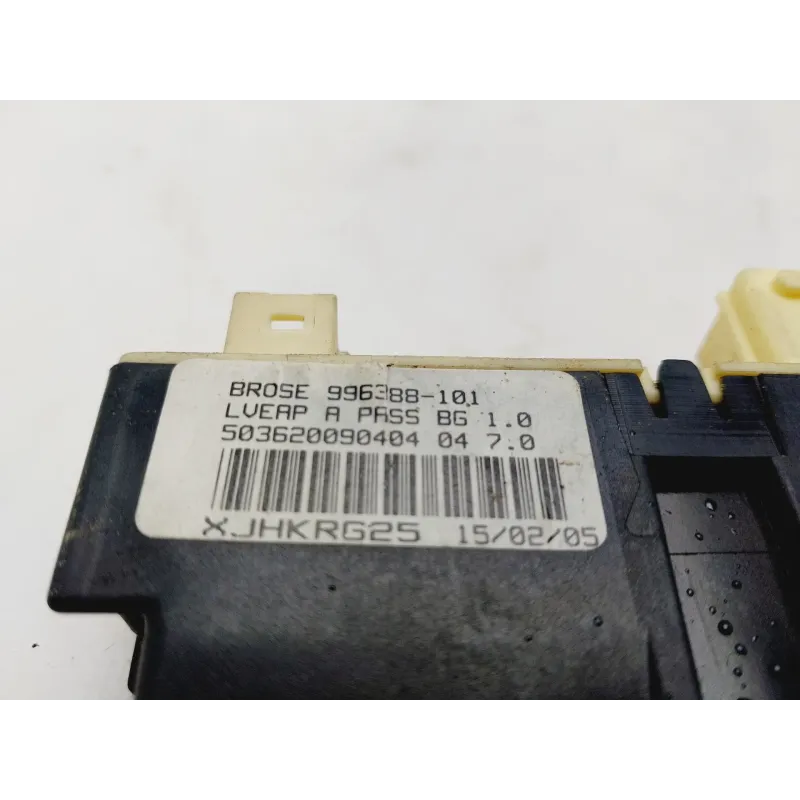 BROSE 996388-101
LVEAP A PASS BG 1.0
503620090404 04 7.0
XJHKRG25 15/02/05